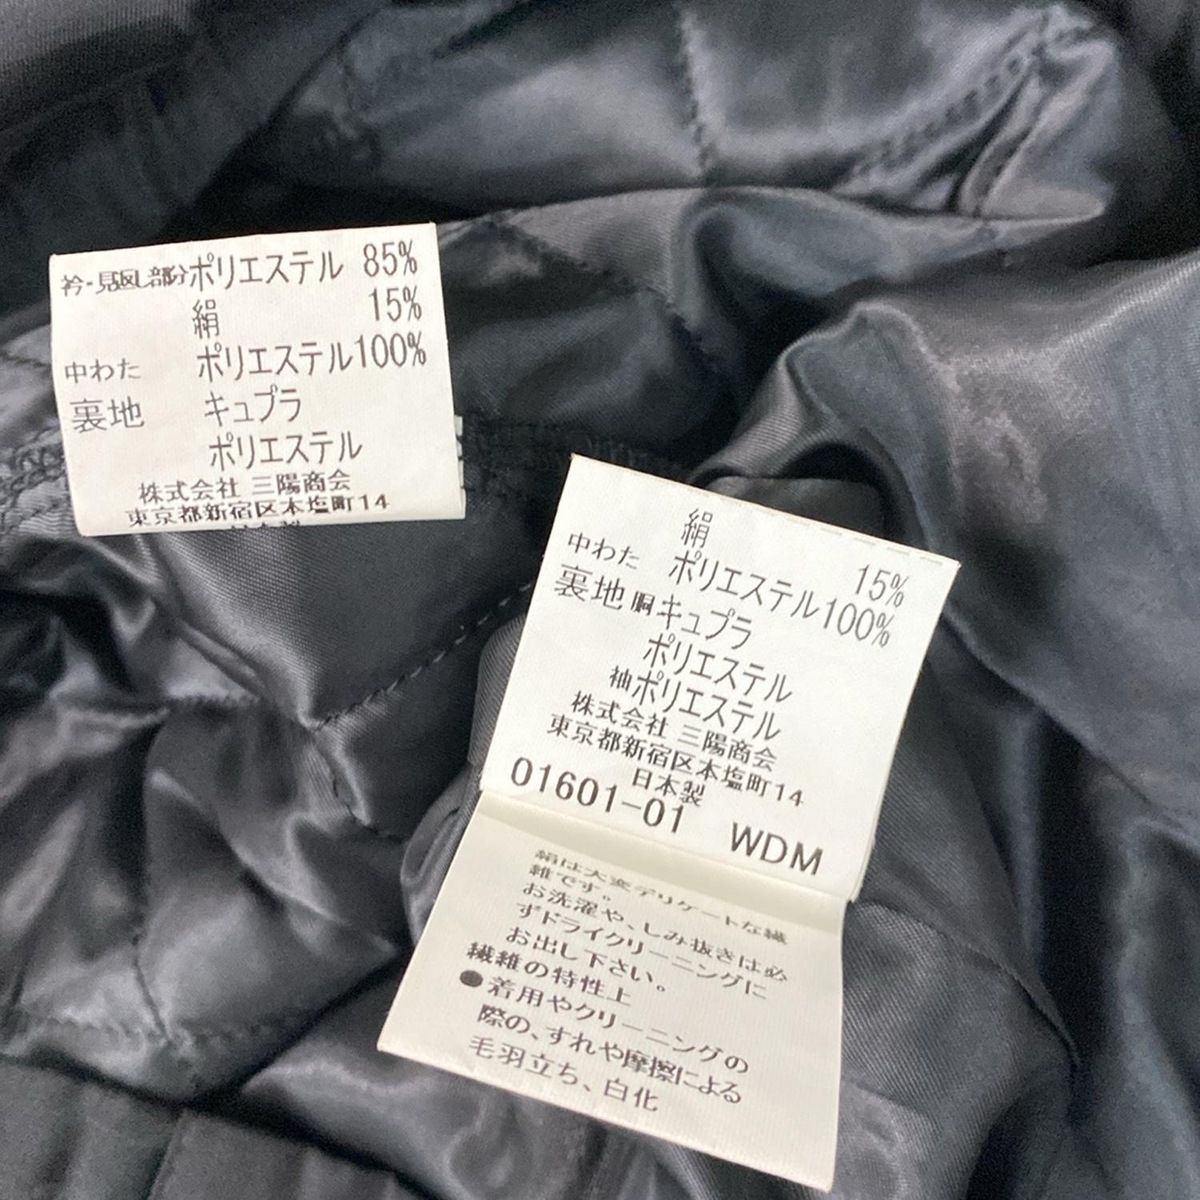 衿・見返し部分ポリエステル 85%
絹 15%
中わた ポリエステル100%
裏地 キュプラ
ポリエステル
株式会社 三陽商会
東京都新宿区本塩町14
日本製
絹 15%
中わた ポリエステル100%
裏地 胴キュプラ
ポリエステル
袖ポリエステル
株式会社 三陽商会
東京都新宿区本塩町14
日本製
01601-01 WDM
絹は大変デリケートな繊
維です。
お洗濯や、しみ抜きは必
ずドライクリーニングに
お出し下さい。
繊維の特性上
●着用やクリーニングの
際の、すれや摩擦による
毛羽立ち、白化